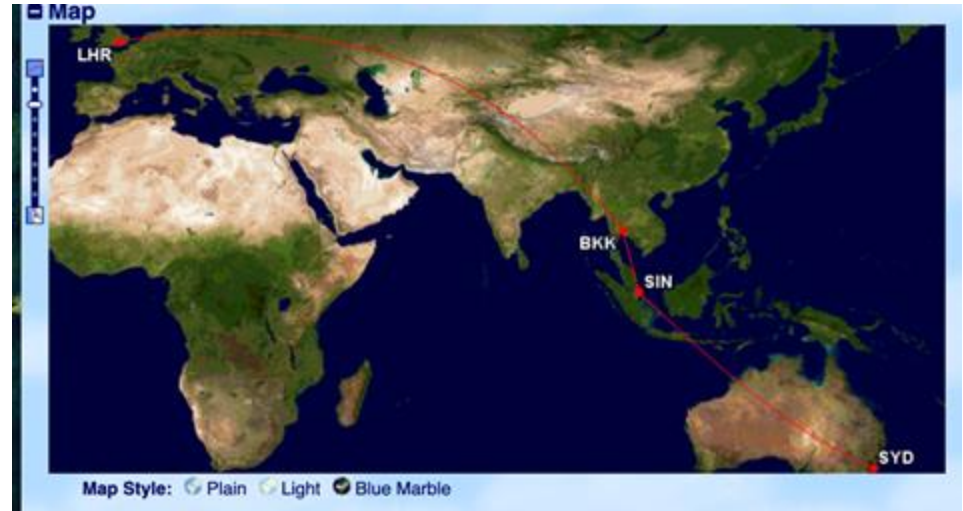 Map
LHR
BKK
SIN
SYD
Map Style: Plain Light Blue Marble